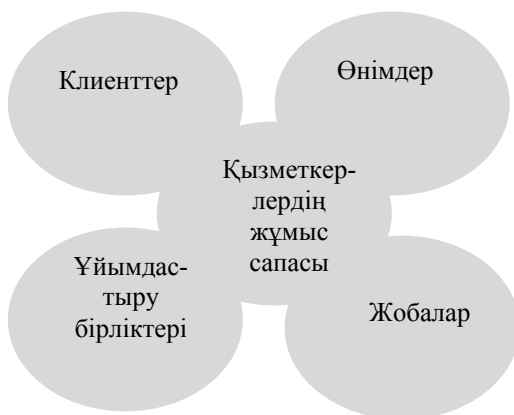 Клиенттер
Өнімдер
Қызметкер-
лердің
жұмыс
сапасы
Ұйымдас-
тыру
бірліктері
Жобалар